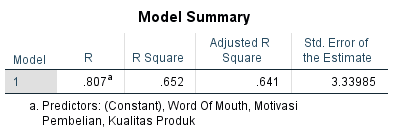 Model Summary
Model R R Square Adjusted R Square Std. Error of the Estimate
1 .807a .652 .641 3.33985
a. Predictors: (Constant), Word Of Mouth, Motivasi
Pembelian, Kualitas Produk